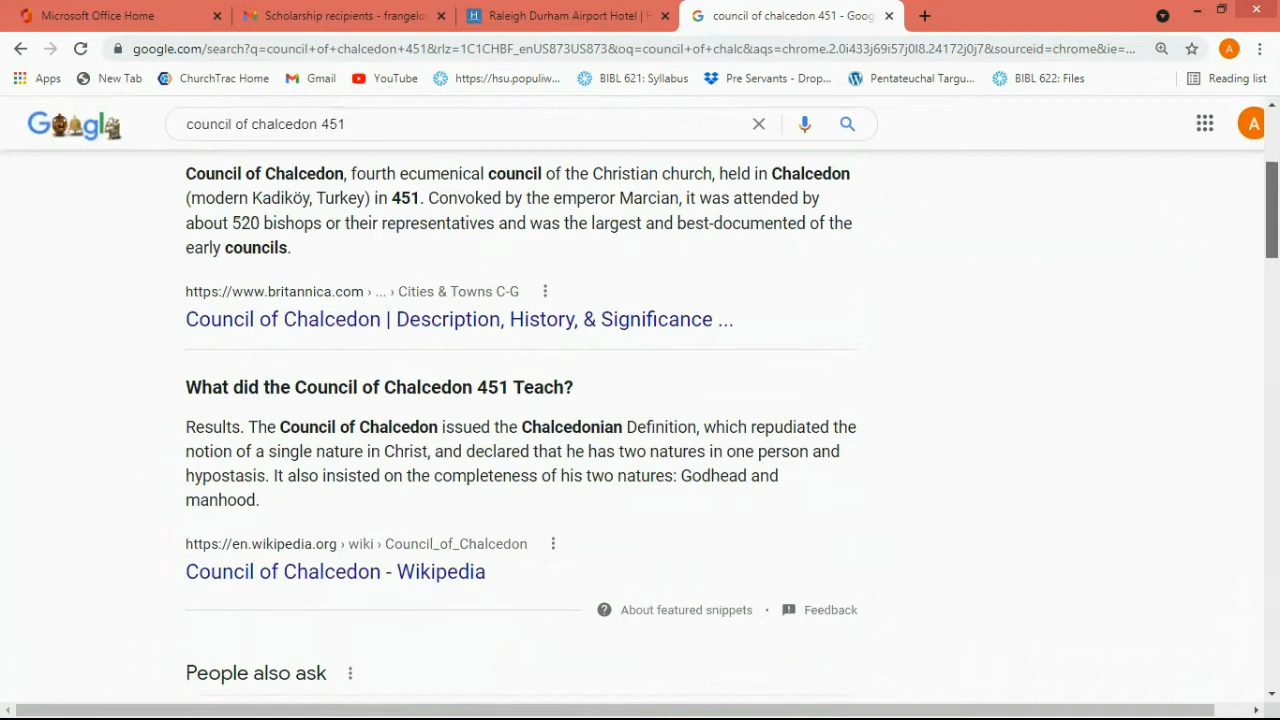 Microsoft Office Home
Scholarship recipients - frangelo
Raleigh Durham Airport Hotel | H
council of chalcedon 451 - Goog
google.com/search?q=council+of+chalcedon+451&rlz=1C1CHBF_enUS873US873&oq=council+of+chalc&aqs=chrome.2.0i433j69i57j0l8.24172j0j7&sourceid=chrome&ie=...
A
Apps
New Tab
ChurchTrac Home
Gmail
YouTube
https://hsu.populiw...
BIBL 621: Syllabus
Pre Servants - Drop...
Pentateuchal Targu...
BIBL 622: Files
Reading list
Google
council of chalcedon 451
A
Council of Chalcedon, fourth ecumenical council of the Christian church, held in Chalcedon
(modern Kadiköy, Turkey) in 451. Convoked by the emperor Marcian, it was attended by
about 520 bishops or their representatives and was the largest and best-documented of the
early councils.
https://www.britannica.com › ... › Cities & Towns C-G
Council of Chalcedon | Description, History, & Significance ...
What did the Council of Chalcedon 451 Teach?
Results. The Council of Chalcedon issued the Chalcedonian Definition, which repudiated the
notion of a single nature in Christ, and declared that he has two natures in one person and
hypostasis. It also insisted on the completeness of his two natures: Godhead and
manhood.
https://en.wikipedia.org › wiki › Council_of_Chalcedon
Council of Chalcedon - Wikipedia
About featured snippets • Feedback
People also ask